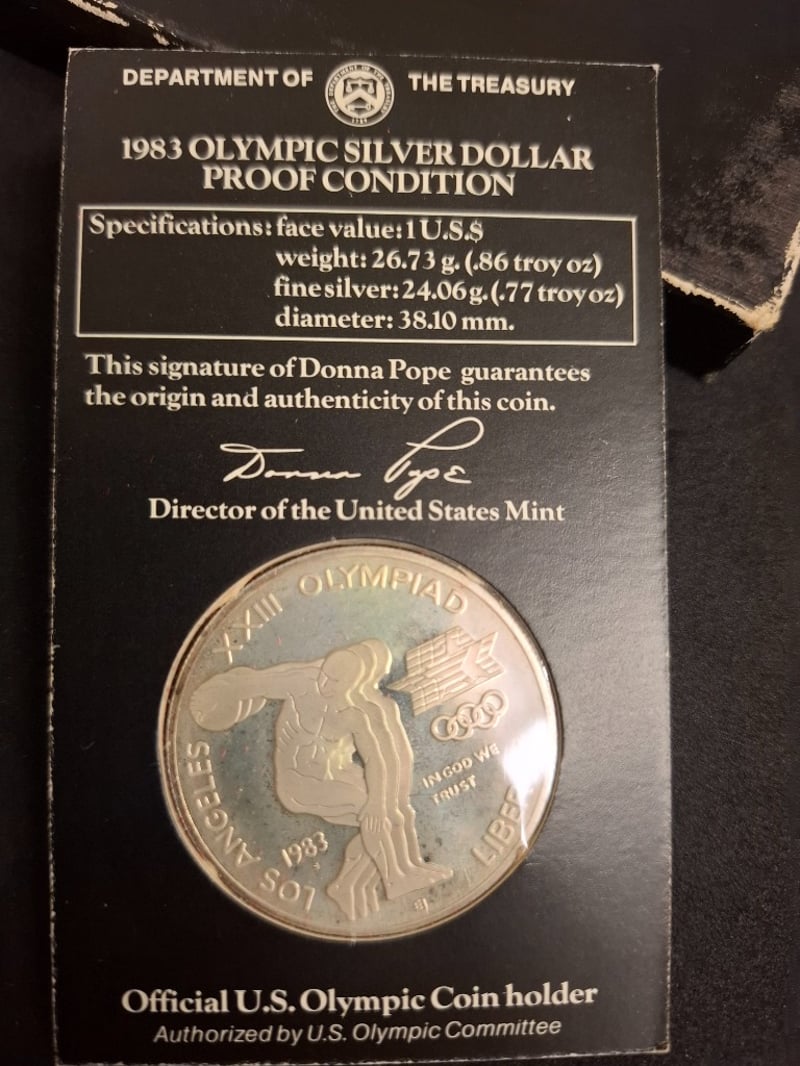 DEPARTMENT OF THE TREASURY
1983 OLYMPIC SILVER DOLLAR
PROOF CONDITION
Specifications: face value: 1 U.S.$
weight: 26.73 g. (.86 troy oz)
fine silver: 24.06 g. (.77 troy oz)
diameter: 38.10 mm.
This signature of Donna Pope guarantees
the origin and authenticity of this coin.
Donna Pope
Director of the United States Mint
LOS ANGELES XXIII OLYMPIAD
IN GOD WE
TRUST
LIBE
1983
Official U.S. Olympic Coin holder
Authorized by U.S. Olympic Committee